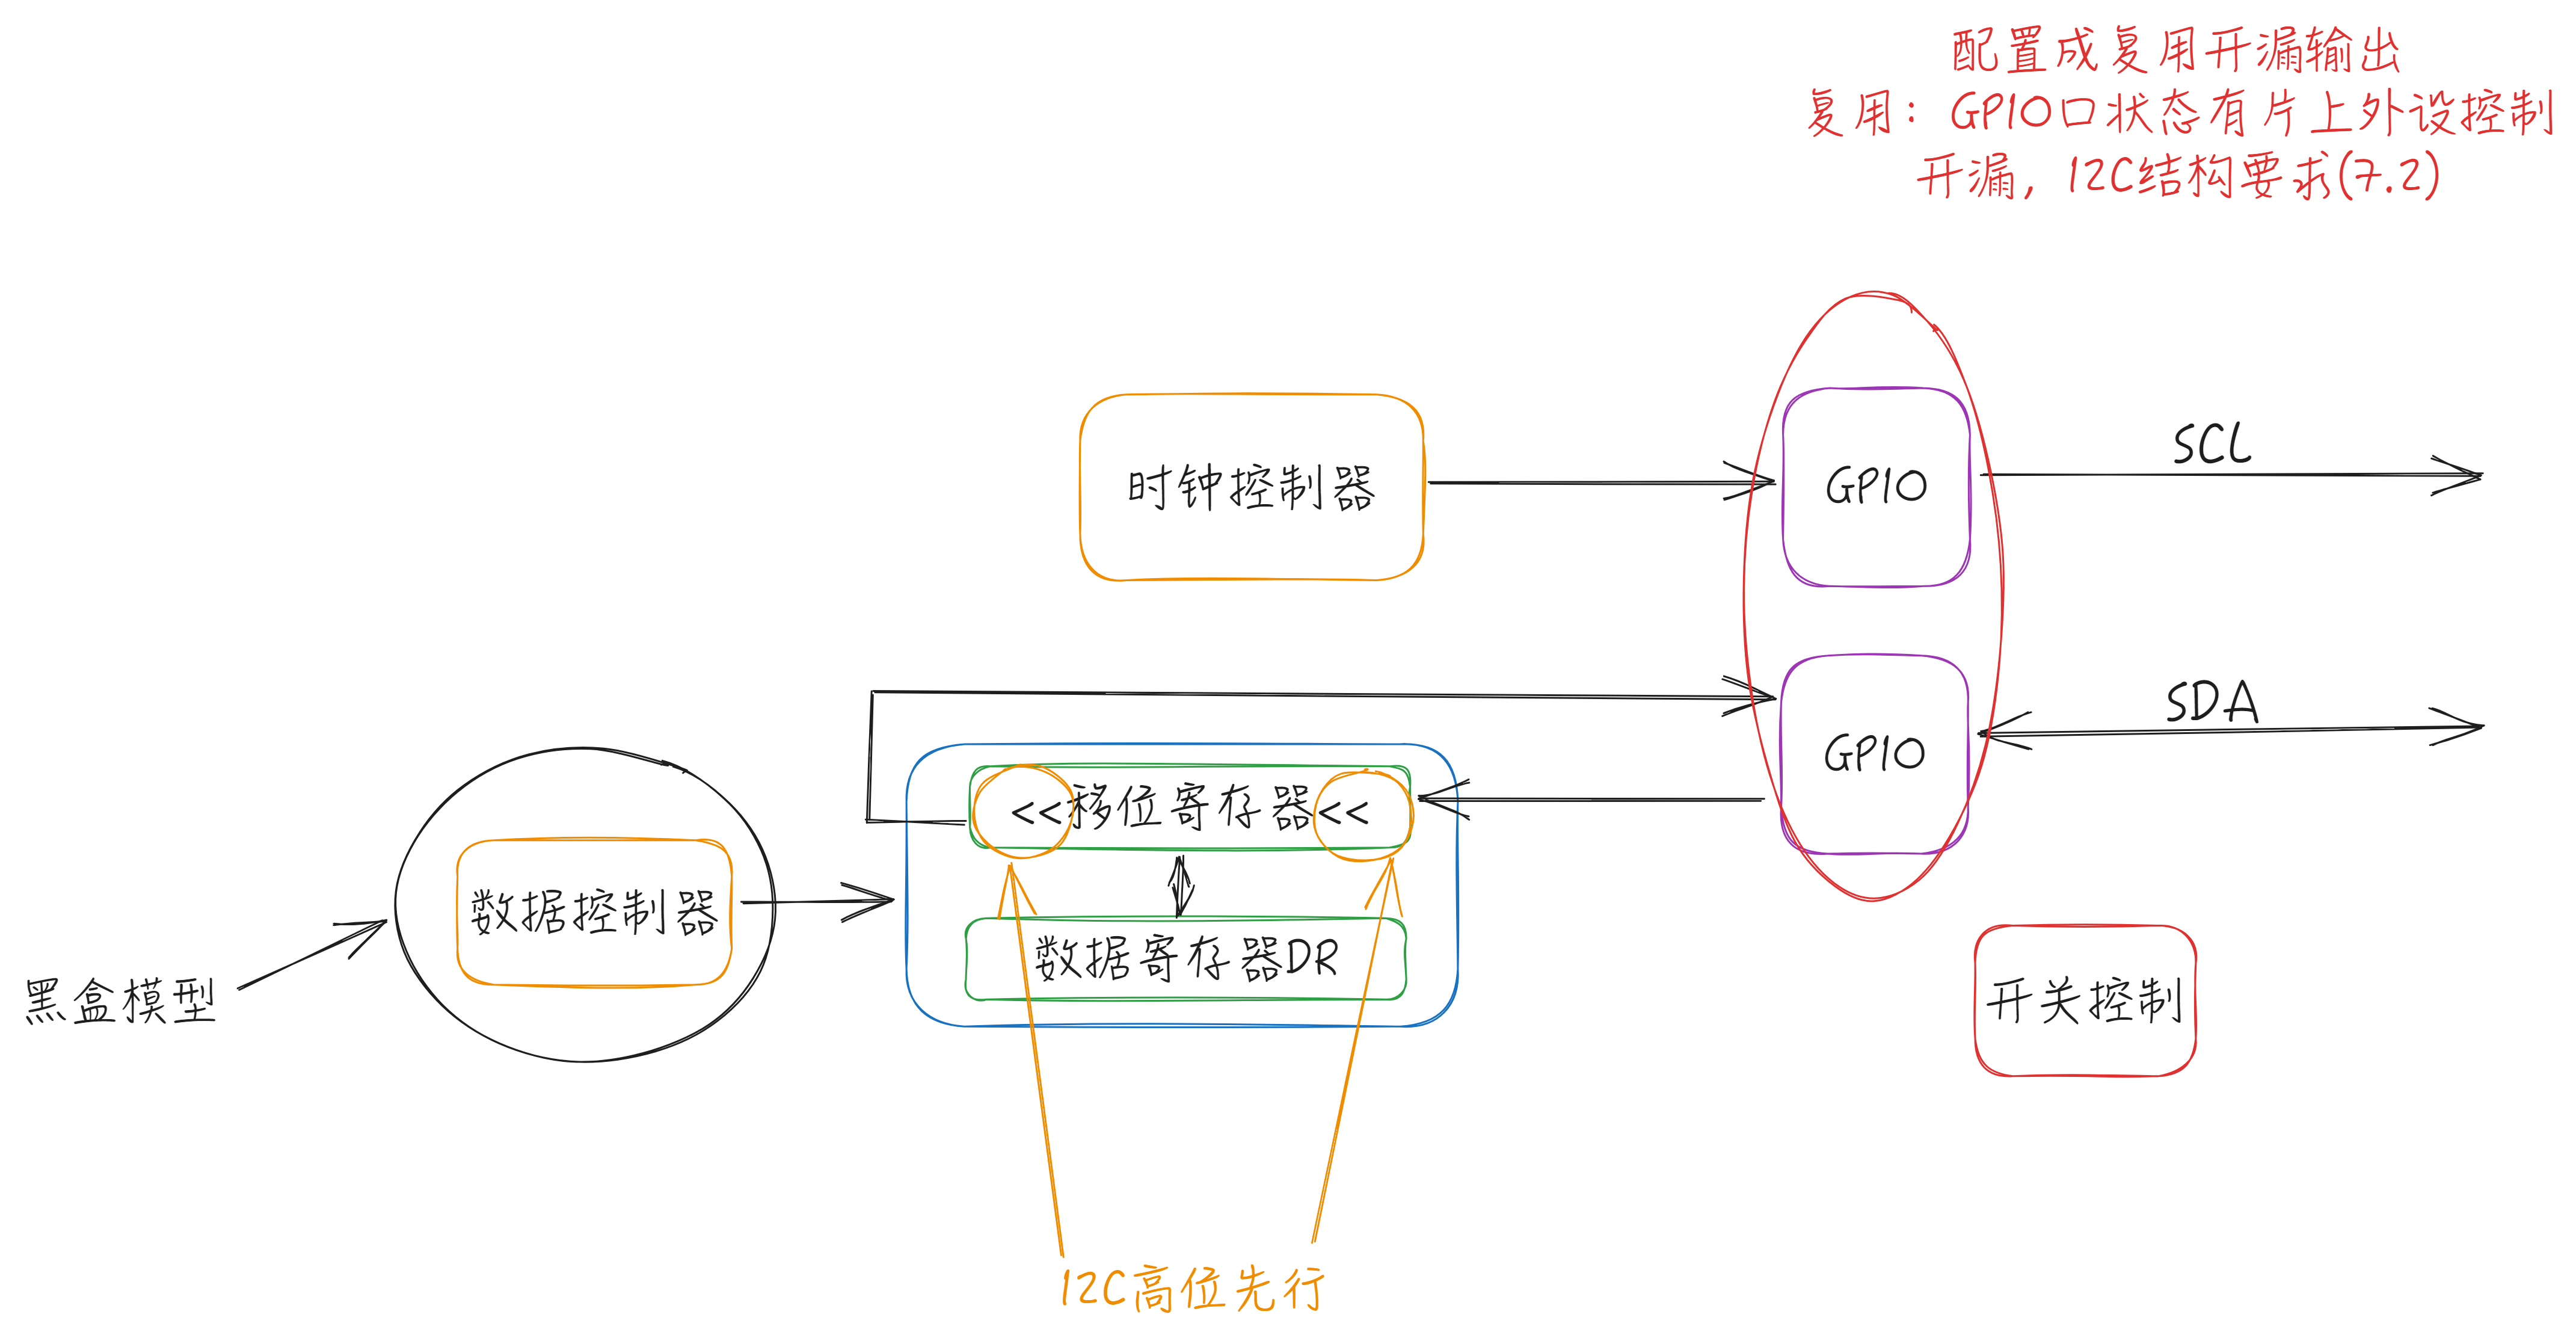 配置成复用开漏输出
复用：GPIO口状态有片上外设控制
开漏，I2C结构要求(7.2)
SCL
时钟控制器
GPIO
SDA
GPIO
<<移位寄存器<<
数据控制器
数据寄存器DR
黑盒模型
开关控制
I2C高位先行